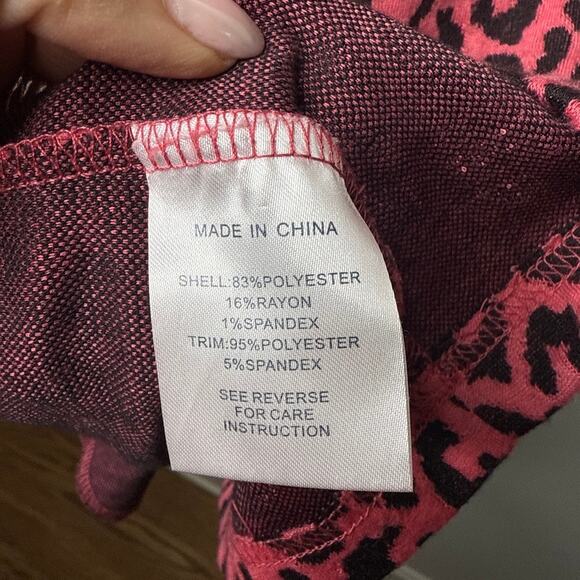 MADE IN CHINA
SHELL:83%POLYESTER
16%RAYON
1%SPANDEX
TRIM:95%POLYESTER
5%SPANDEX
SEE REVERSE
FOR CARE
INSTRUCTION